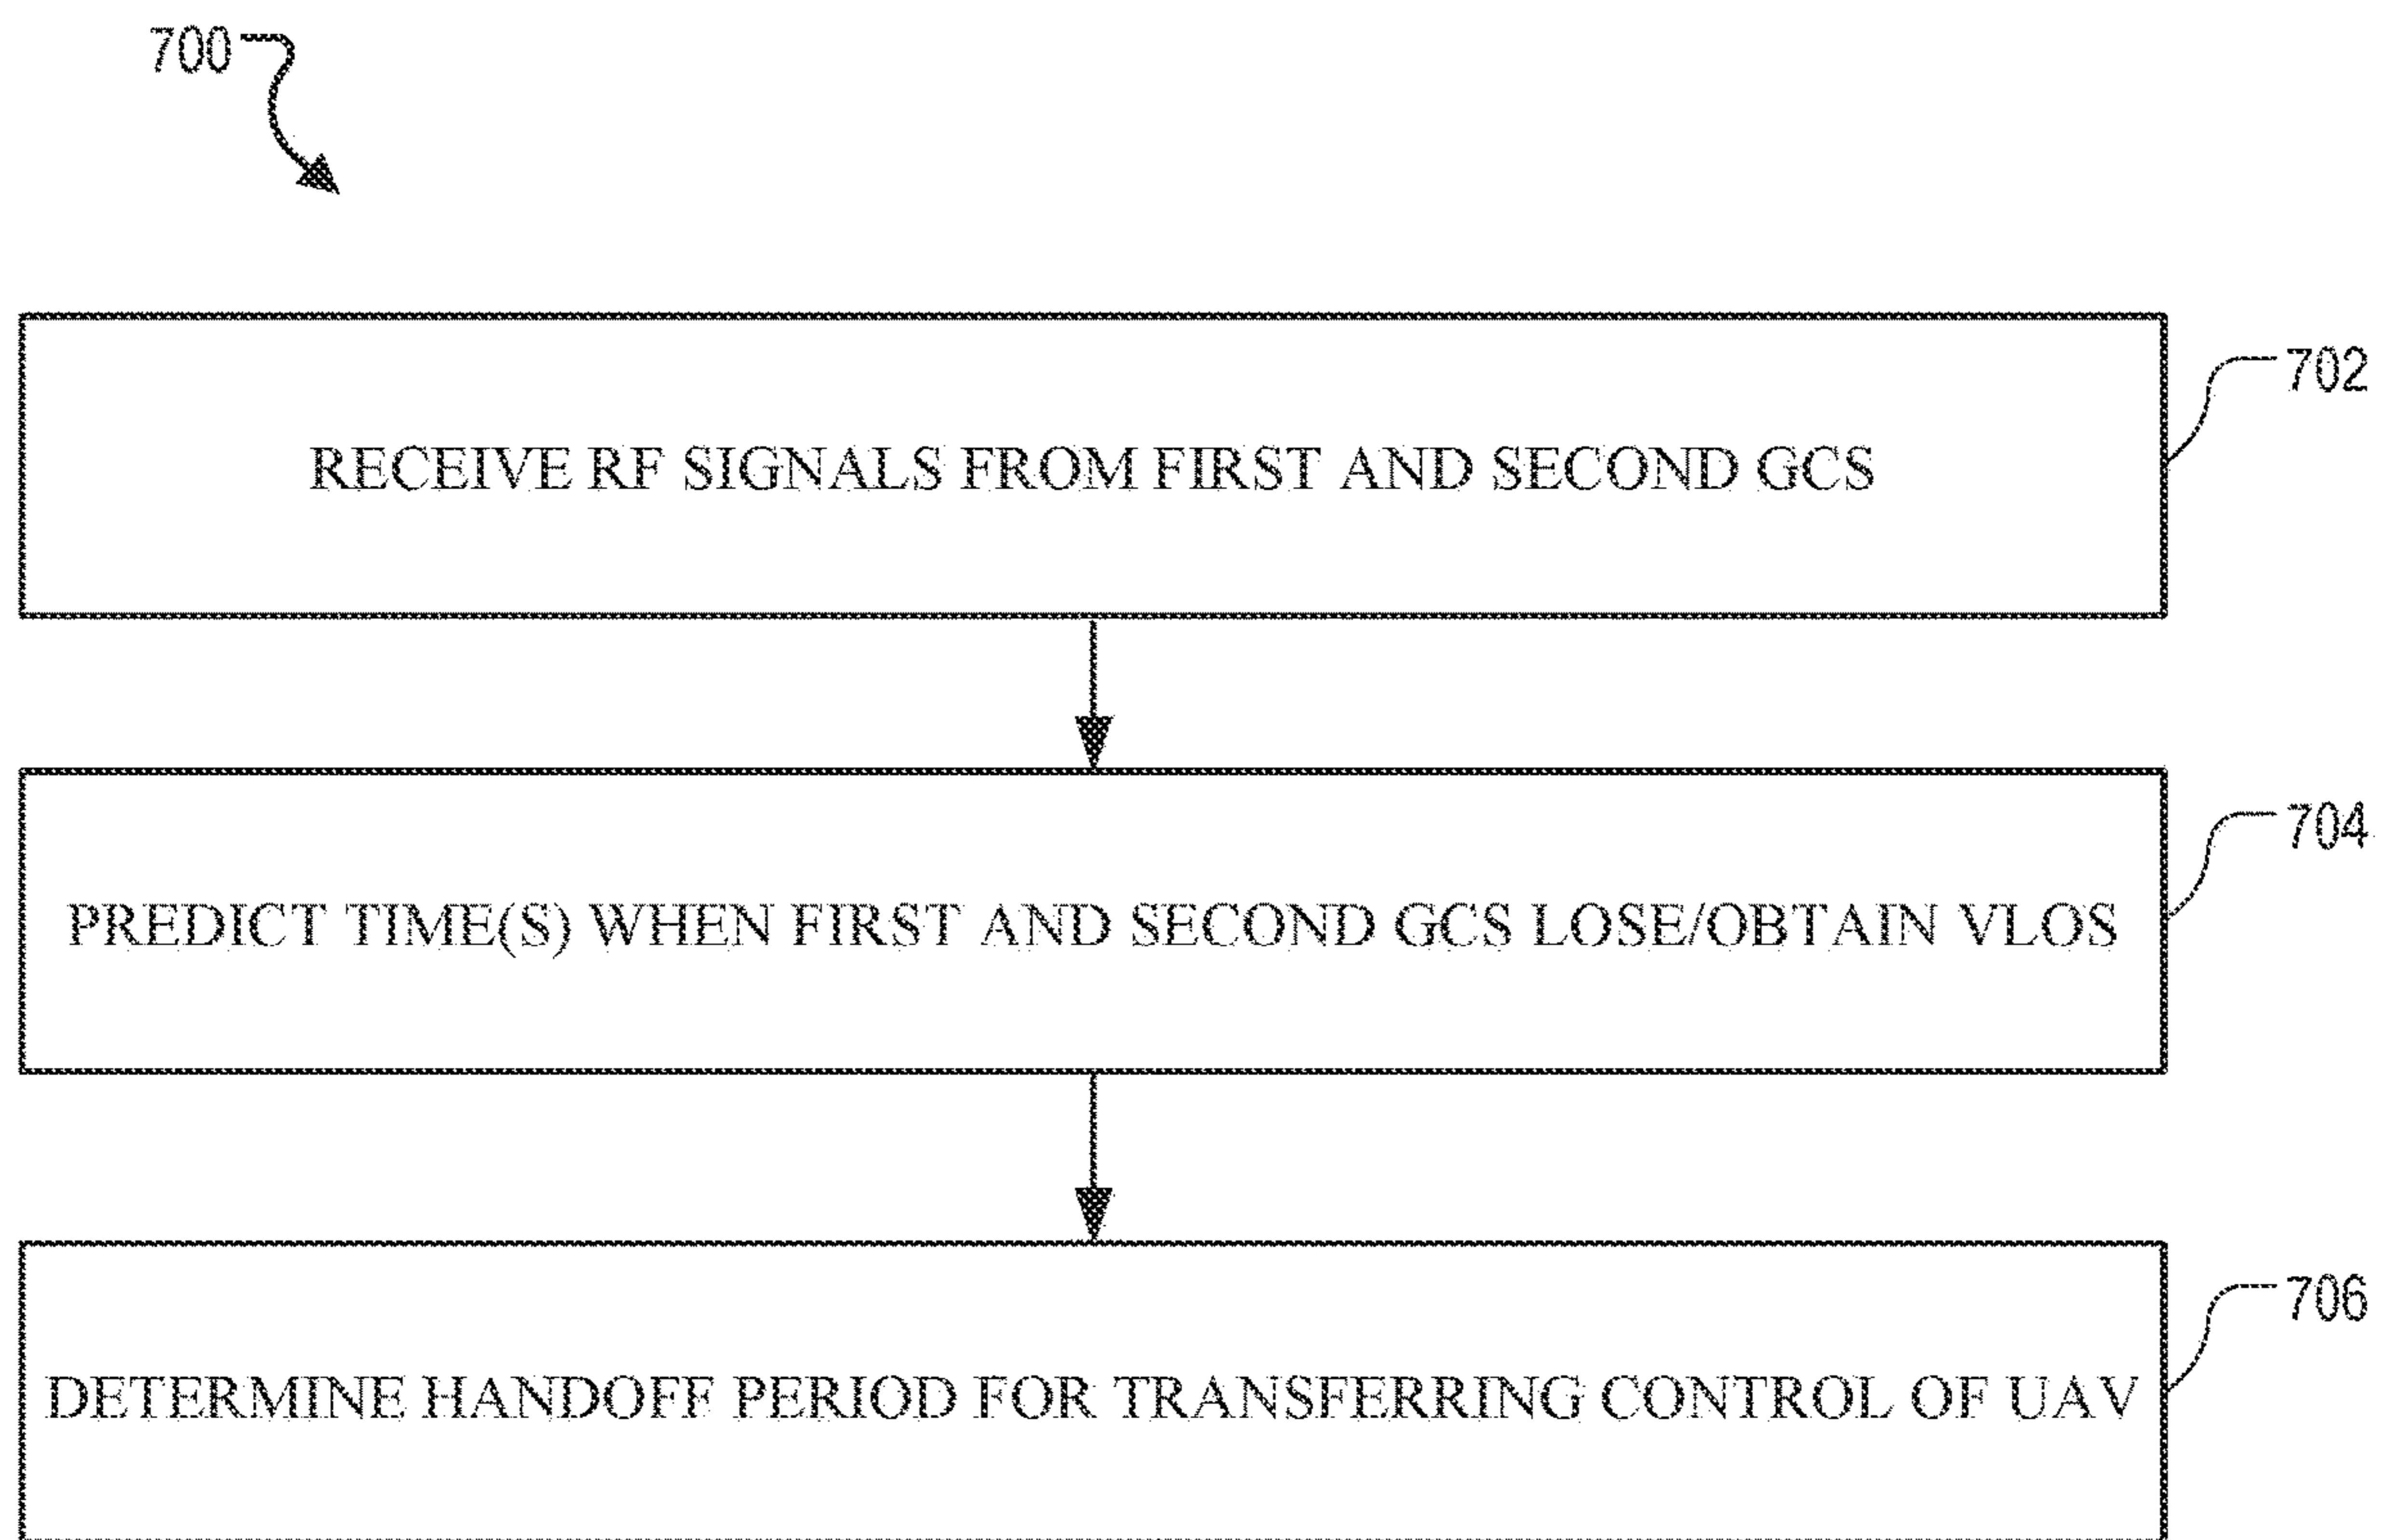 700
702
RECEIVE RF SIGNALS FROM FIRST AND SECOND GCS
704
PREDICT TIME(S) WHEN FIRST AND SECOND GCS LOSE/OBTAIN VLOS
706
DETERMINE HANDOFF PERIOD FOR TRANSFERRING CONTROL OF UAV